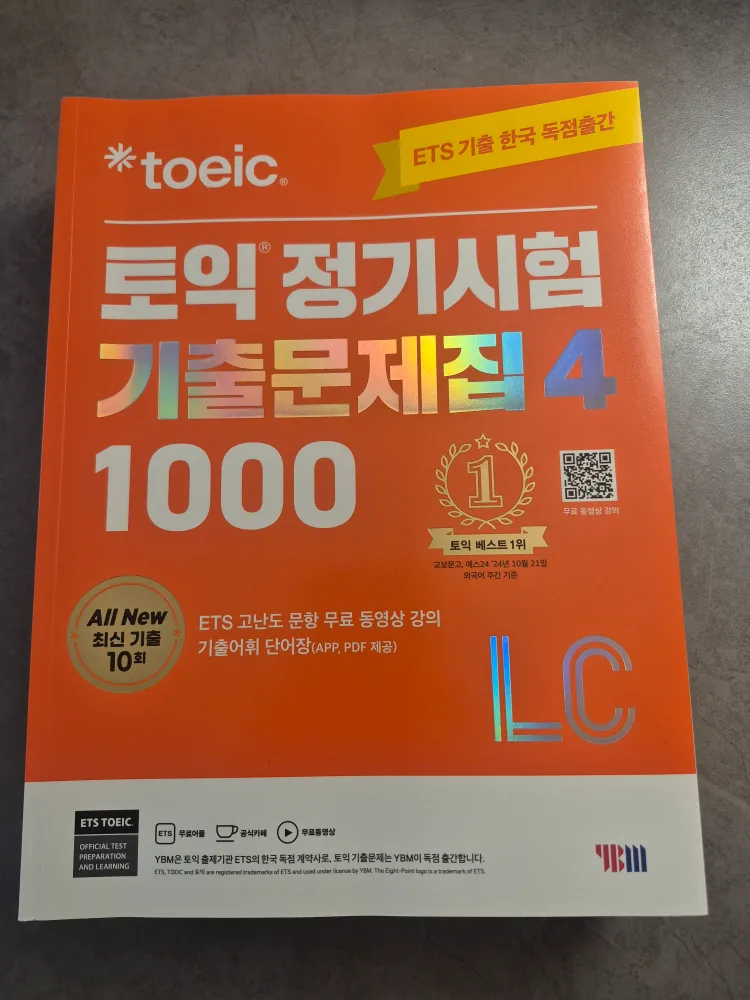 ETS 기출 한국 독점출간
toeic®
토익® 정기시험
기출문제집 4
1000
1
토익 베스트 1위
교보문고, 예스24 '24년 10월 21일
외국어 주간 기준
무료 동영상 강의
All New
최신 기출
10회
ETS 고난도 문항 무료 동영상 강의
기출어휘 단어장(APP, PDF 제공)
LC
ETS TOEIC®
OFFICIAL TEST
PREPARATION
AND LEARNING
ETS 무료어플 공식카페 무료동영상
YBM은 토익 출제기관 ETS의 한국 독점 계약사로, 토익 기출문제는 YBM이 독점 출간합니다.
ETS, TOEIC and 토익 are registered trademarks of ETS and used under license by YBM. The Eight-Point logo is a trademark of ETS.
YBM